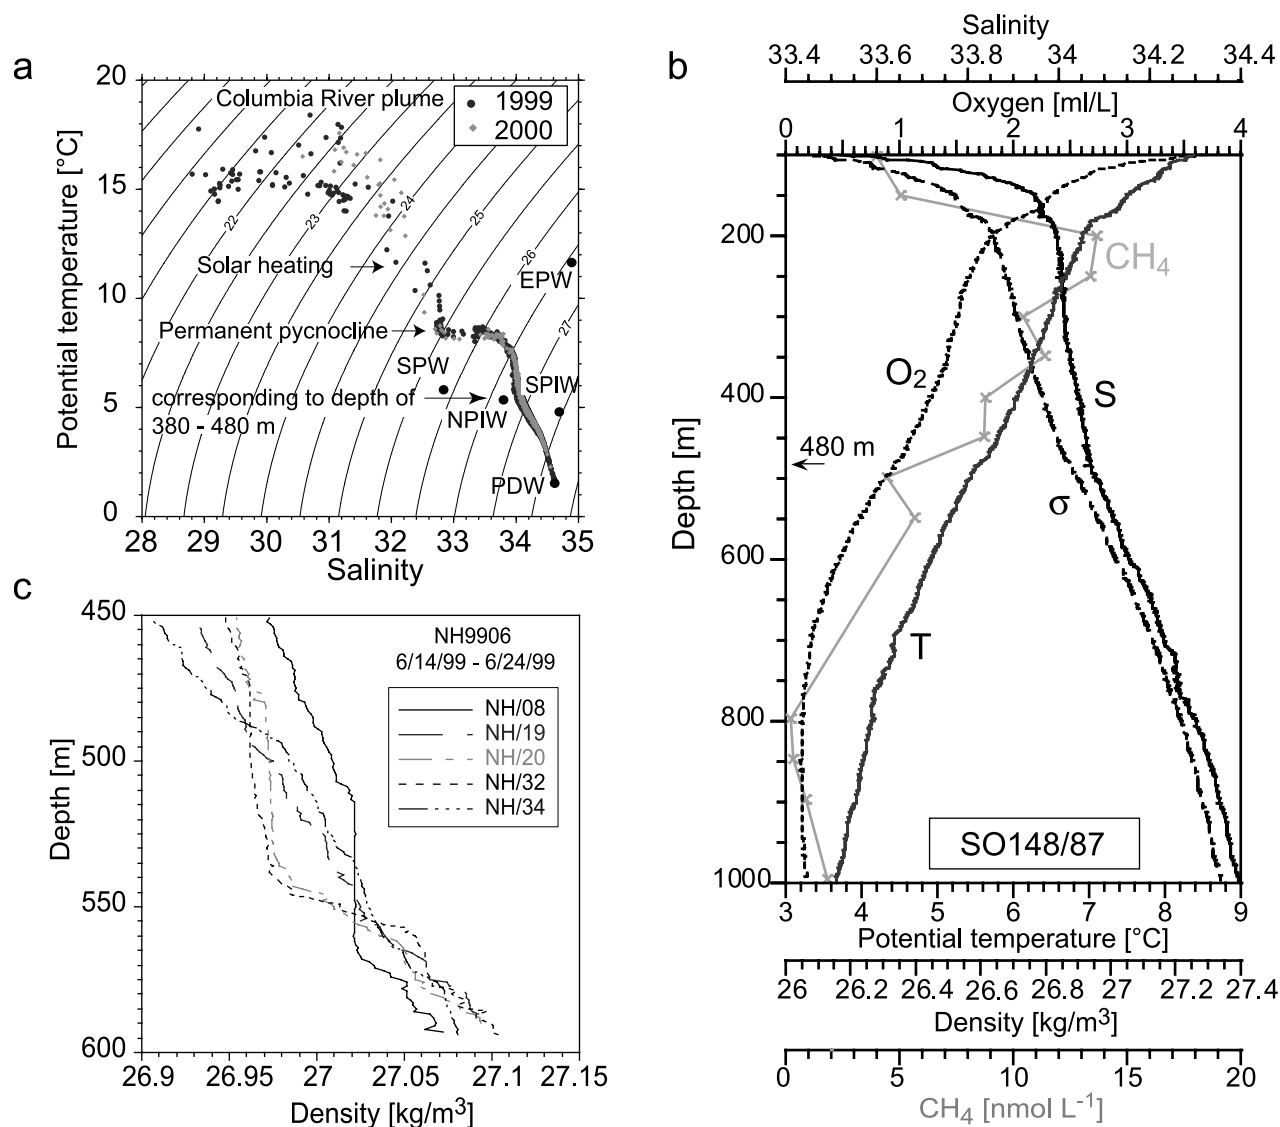 a
20
15
10
5
0
Potential temperature [°C]
Columbia River plume
1999
2000
22
23
24
25
26
27
Solar heating
EPW
Permanent pycnocline
SPW
SPIW
corresponding to depth of
380 - 480 m
NPIW
PDW
28 29 30 31 32 33 34 35
Salinity
b
Salinity
33.4 33.6 33.8 34 34.2 34.4
Oxygen [ml/L]
0 1 2 3 4
200
400
600
800
1000
Depth [m]
480 m
CH4
O2
S
σ
T
SO148/87
3 4 5 6 7 8 9
Potential temperature [°C]
26 26.2 26.4 26.6 26.8 27 27.2 27.4
Density [kg/m3]
0 5 10 15 20
CH4 [nmol L-1]
c
450
500
550
600
Depth [m]
NH9906
6/14/99 - 6/24/99
NH/08
NH/19
NH/20
NH/32
NH/34
26.9 26.95 27 27.05 27.1 27.15
Density [kg/m3]